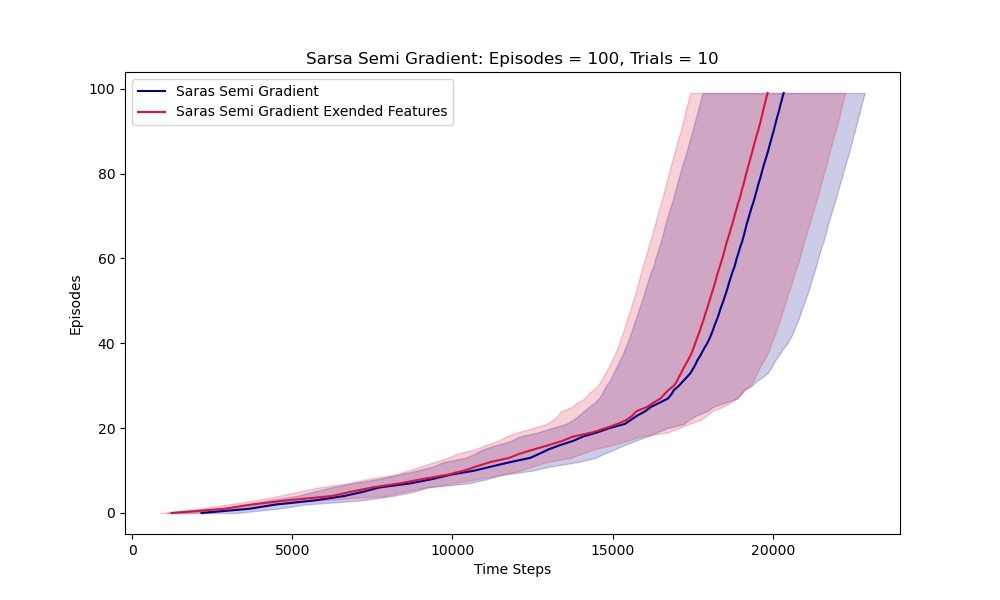 Sarsa Semi Gradient: Episodes = 100, Trials = 10
Saras Semi Gradient
Saras Semi Gradient Exended Features
100
80
60
40
20
0
Episodes
0 5000 10000 15000 20000
Time Steps